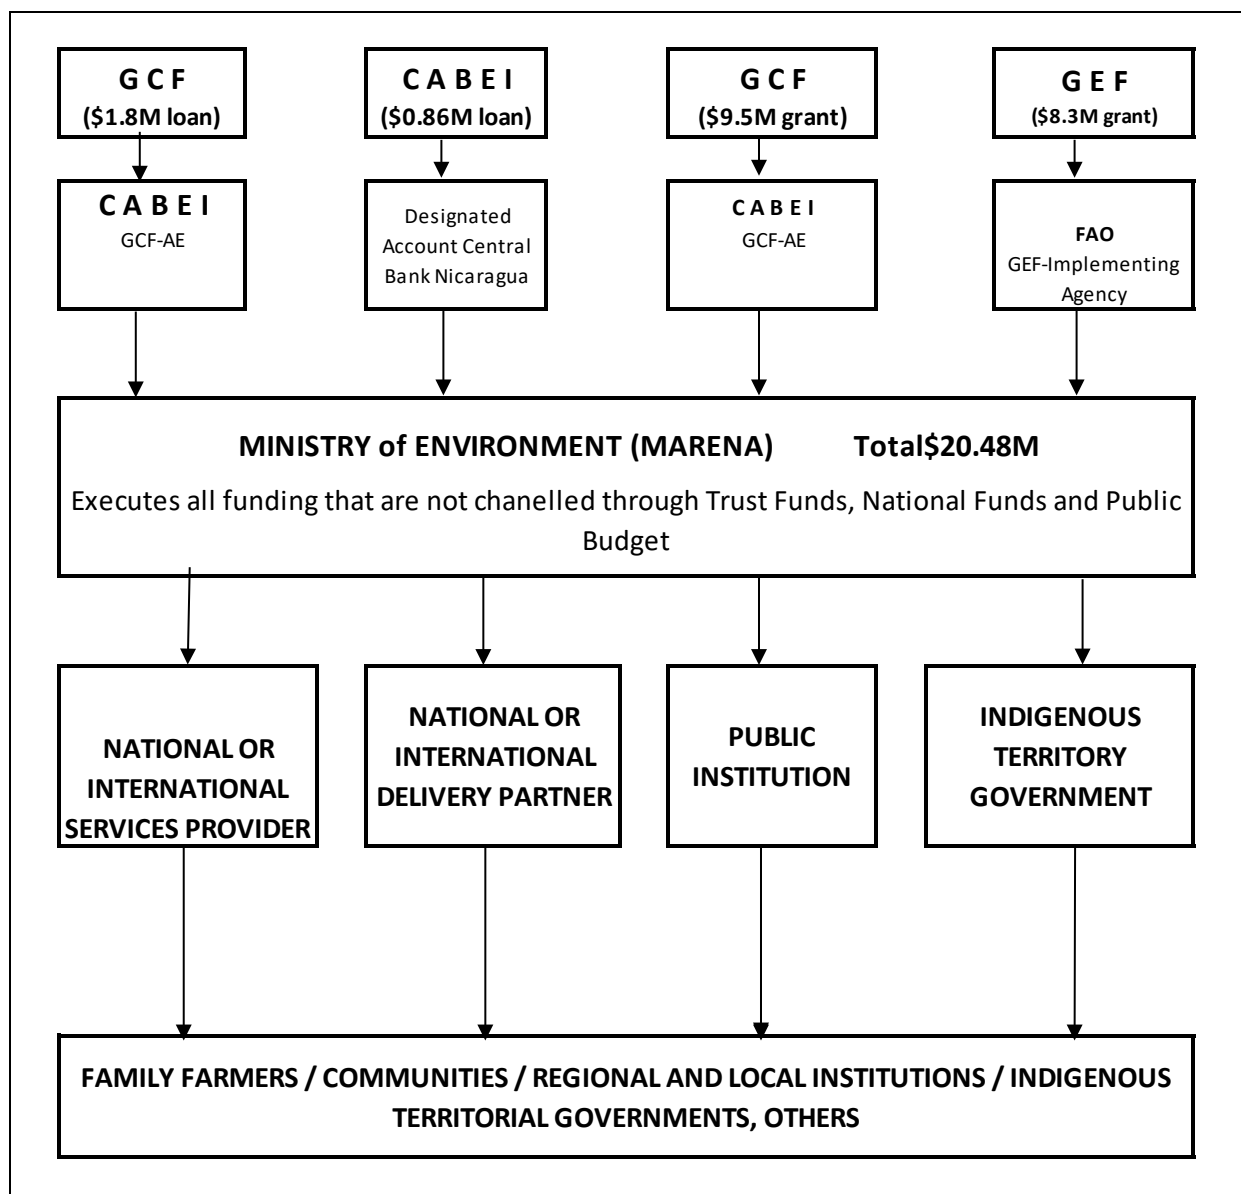 G C F
($1.8M loan)
C A B E I
($0.86M loan)
G C F
($9.5M grant)
G E F
($8.3M grant)
C A B E I
GCF-AE
Designated
Account Central
Bank Nicaragua
C A B E I
GCF-AE
FAO
GEF-Implementing
Agency
MINISTRY of ENVIRONMENT (MARENA) Total$20.48M
Executes all funding that are not chanelled through Trust Funds, National Funds and Public
Budget
NATIONAL OR
INTERNATIONAL
SERVICES PROVIDER
NATIONAL OR
INTERNATIONAL
DELIVERY PARTNER
PUBLIC
INSTITUTION
INDIGENOUS
TERRITORY
GOVERNMENT
FAMILY FARMERS / COMMUNITIES / REGIONAL AND LOCAL INSTITUTIONS / INDIGENOUS
TERRITORIAL GOVERNMENTS, OTHERS